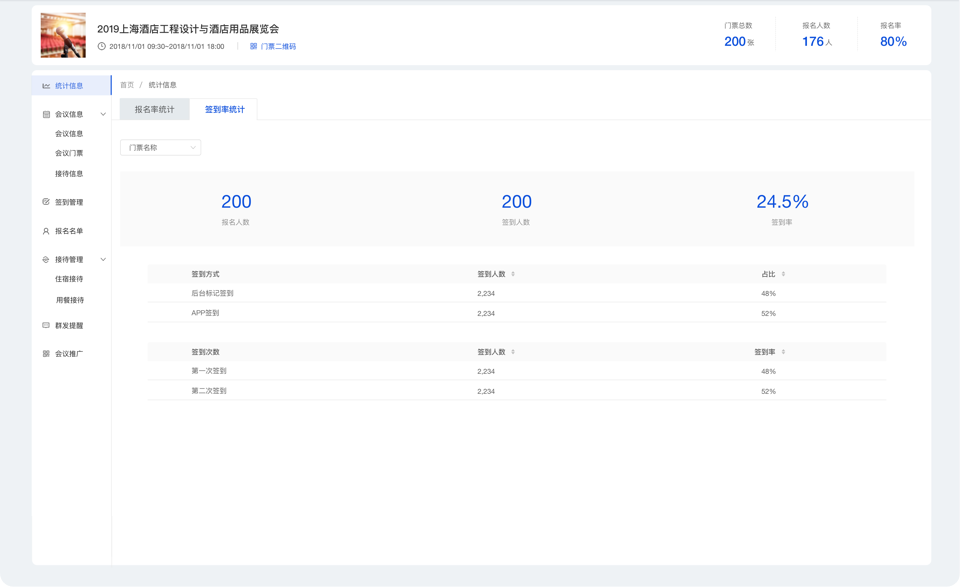 2019上海酒店工程设计与酒店用品展览会
2018/11/01 09:30~2018/11/01 18:00 门票二维码
门票总数 报名人数 报名率
200张 176人 80%
统计信息
会议信息
会议信息
会议门票
接待信息
签到管理
报名名单
接待管理
住宿接待
用餐接待
群发提醒
会议推广
首页 / 统计信息
报名率统计 签到率统计
门票名称
200 200 24.5%
报名人数 签到人数 签到率
签到方式 签到人数 占比
后台标记签到 2,234 48%
APP签到 2,234 52%
签到次数 签到人数 签到率
第一次签到 2,234 48%
第二次签到 2,234 52%